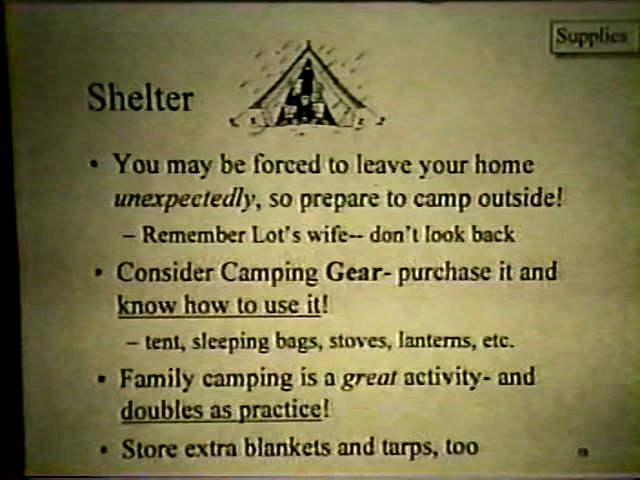 Supplies
Shelter
• You may be forced to leave your home
unexpectedly, so prepare to camp outside!
– Remember Lot's wife-- don't look back
• Consider Camping Gear- purchase it and
know how to use it!
– tent, sleeping bags, stoves, lanterns, etc.
• Family camping is a great activity- and
doubles as practice!
• Store extra blankets and tarps, too